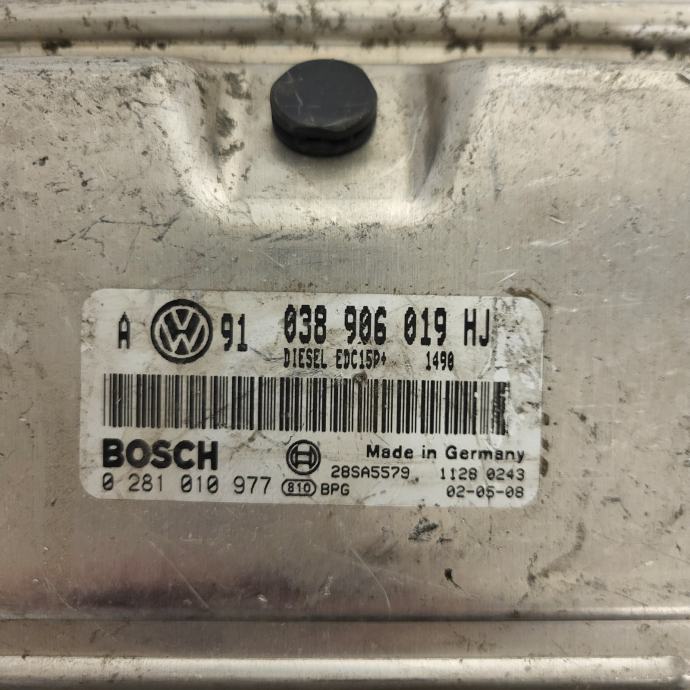 A VW 91 038 906 019 HJ
DIESEL EDC15P+ 1490
BOSCH Made in Germany
28SA5579 1128 0243
0 281 010 977 810 BPG 02-05-08